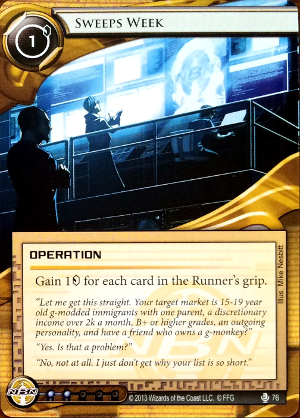 SWEEPS WEEK
1
OPERATION
Gain 1 for each card in the Runner's grip.
"Let me get this straight. Your target market is 15-19 year
old g-modded immigrants with one parent, a discretionary
income over 2k a month, B+ or higher grades, an outgoing
personality, and have a friend who owns a g-monkey?"
"Yes. Is that a problem?"
"No, not at all. I just don't get why your list is so short."
Illus. Mike Nesbitt
NBN
© 2013 Wizards of the Coast LLC. © FFG
76